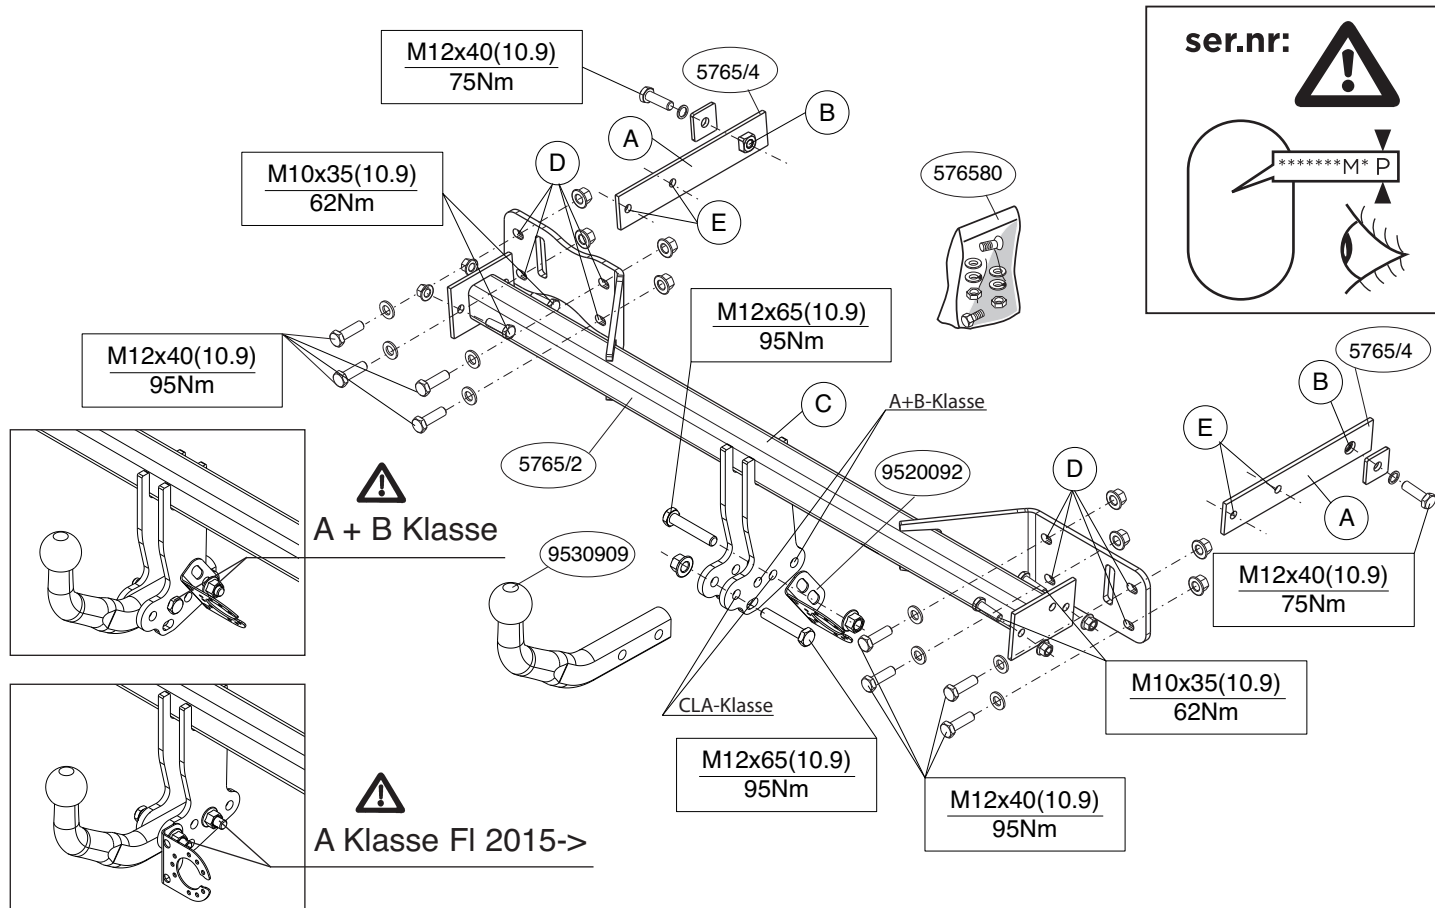 M12x40(10.9)
75Nm
5765/4
B
A
D
M10x35(10.9)
62Nm
E
576580
ser.nr:
*******M* P
M12x65(10.9)
95Nm
M12x40(10.9)
95Nm
5765/4
B
C
A+B-Klasse
E
5765/2
9520092
D
A
A + B Klasse
9530909
M12x40(10.9)
75Nm
M10x35(10.9)
62Nm
CLA-Klasse
M12x65(10.9)
95Nm
M12x40(10.9)
95Nm
A Klasse Fl 2015->